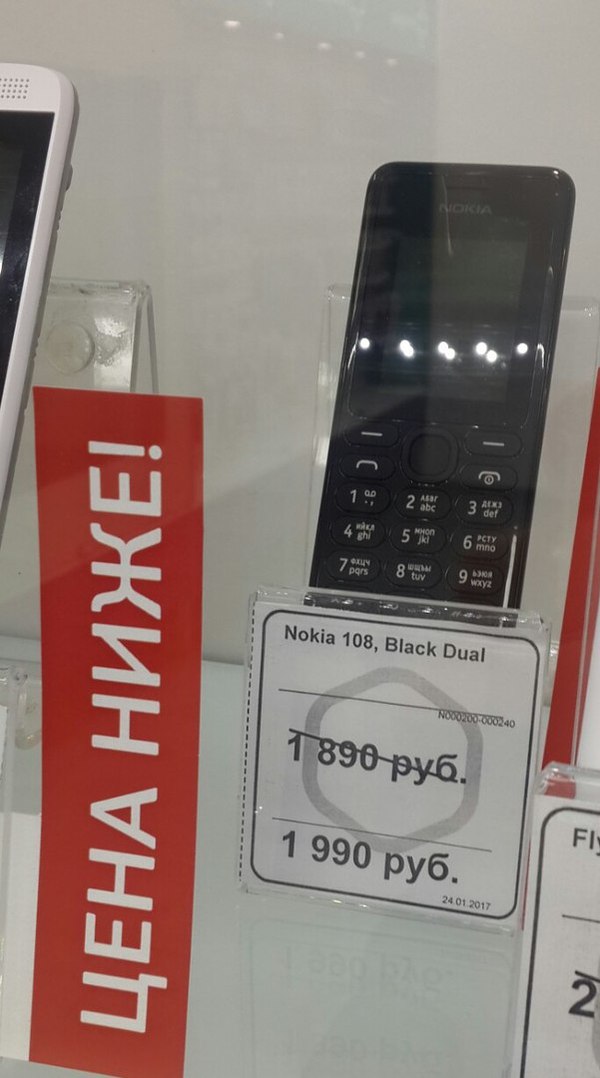 NOKIA
1
2 АБВГ abc
3 ДЕЖЗ def
4 ИЙКЛ ghi
5 МНОП jkl
6 РСТУ mno
7 ФХЦЧ pqrs
8 ШЩЪЫ tuv
9 ЬЭЮЯ wxyz
ЦЕНА НИЖЕ!
Nokia 108, Black Dual
N000200-000240
1 890 руб.
1 990 руб.
24.01.2017
Fly
2